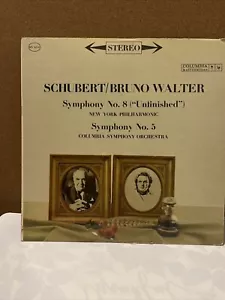 STEREO
COLUMBIA
MASTERWORKS
SCHUBERT/BRUNO WALTER
Symphony No. 8 ("Unfinished")
NEW YORK PHILHARMONIC
Symphony No. 5
COLUMBIA SYMPHONY ORCHESTRA